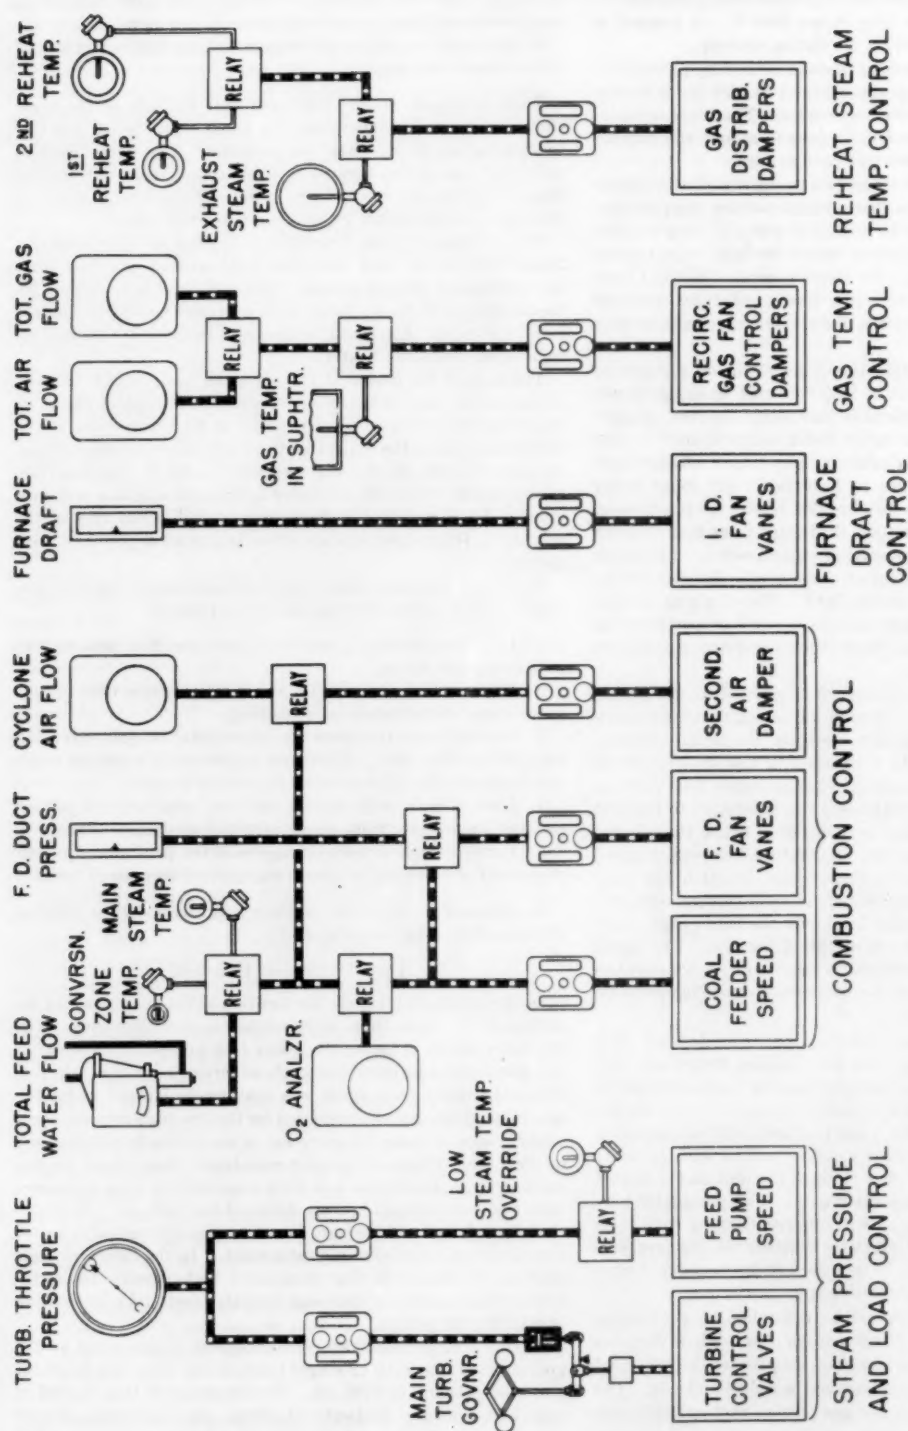 TURB. THROTTLE
PRESSURE
TOTAL FEED
WATER FLOW
CONVRSN.
ZONE
TEMP.
MAIN
STEAM
TEMP.
F. D. DUCT
PRESS.
CYCLONE
AIR FLOW
FURNACE
DRAFT
TOT. AIR
FLOW
TOT. GAS
FLOW
2ND REHEAT
TEMP.
1ST
REHEAT
TEMP.
RELAY
EXHAUST
STEAM
TEMP.
RELAY
RELAY
GAS TEMP.
IN SUPHTR.
RELAY
RELAY
RELAY
RELAY
RELAY
O2 ANALZR.
LOW
STEAM TEMP.
OVERRIDE
RELAY
MAIN
TURB.
GOVNR.
TURBINE
CONTROL
VALVES
FEED
PUMP
SPEED
COAL
FEEDER
SPEED
F. D.
FAN
VANES
SECOND.
AIR
DAMPER
I. D.
FAN
VANES
RECIRC.
GAS FAN
CONTROL
DAMPERS
GAS
DISTRIB.
DAMPERS
STEAM PRESSURE
AND LOAD CONTROL
COMBUSTION CONTROL
FURNACE
DRAFT
CONTROL
GAS TEMP.
CONTROL
REHEAT STEAM
TEMP. CONTROL